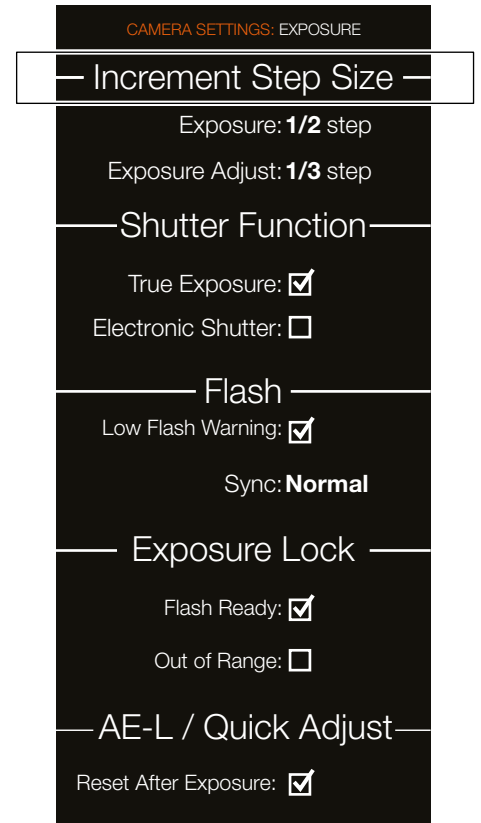 CAMERA SETTINGS: EXPOSURE
Increment Step Size
Exposure: 1/2 step
Exposure Adjust: 1/3 step
Shutter Function
True Exposure:
Electronic Shutter:
Flash
Low Flash Warning:
Sync: Normal
Exposure Lock
Flash Ready:
Out of Range:
AE-L / Quick Adjust
Reset After Exposure: